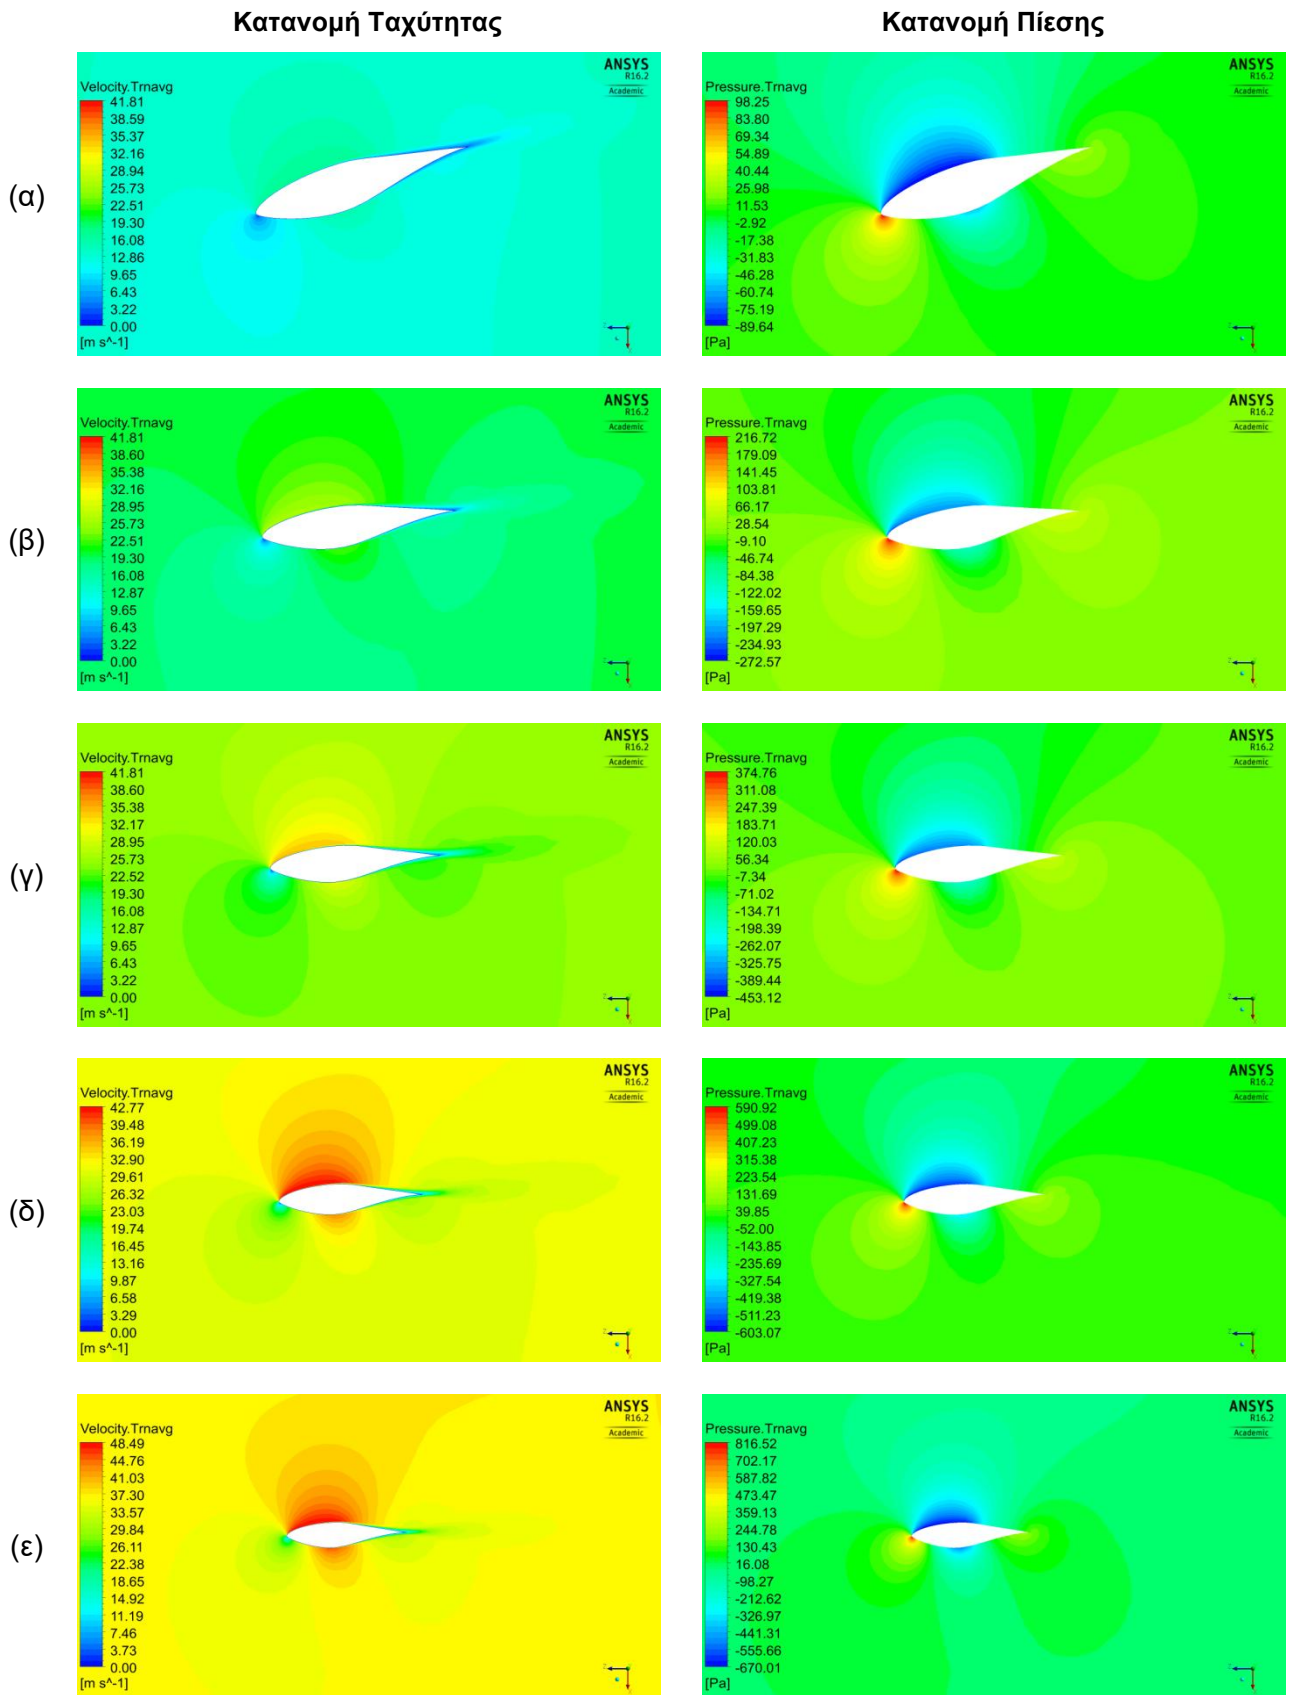 Κατανομή Ταχύτητας
Κατανομή Πίεσης
(α)
ANSYS
R16.2
Academic
Velocity.Trnavg
41.81
38.59
35.37
32.16
28.94
25.73
22.51
19.30
16.08
12.86
9.65
6.43
3.22
0.00
[m s^-1]
ANSYS
R16.2
Academic
Pressure.Trnavg
98.25
83.80
69.34
54.89
40.44
25.98
11.53
-2.92
-17.38
-31.83
-46.28
-60.74
-75.19
-89.64
[Pa]
(β)
ANSYS
R16.2
Academic
Velocity.Trnavg
41.81
38.60
35.38
32.16
28.95
25.73
22.51
19.30
16.08
12.87
9.65
6.43
3.22
0.00
[m s^-1]
ANSYS
R16.2
Academic
Pressure.Trnavg
216.72
179.09
141.45
103.81
66.17
28.54
-9.10
-46.74
-84.38
-122.02
-159.65
-197.29
-234.93
-272.57
[Pa]
(γ)
ANSYS
R16.2
Academic
Velocity.Trnavg
41.81
38.60
35.38
32.17
28.95
25.73
22.52
19.30
16.08
12.87
9.65
6.43
3.22
0.00
[m s^-1]
ANSYS
R16.2
Academic
Pressure.Trnavg
374.76
311.08
247.39
183.71
120.03
56.34
-7.34
-71.02
-134.71
-198.39
-262.07
-325.75
-389.44
-453.12
[Pa]
(δ)
ANSYS
R16.2
Academic
Velocity.Trnavg
42.77
39.48
36.19
32.90
29.61
26.32
23.03
19.74
16.45
13.16
9.87
6.58
3.29
0.00
[m s^-1]
ANSYS
R16.2
Academic
Pressure.Trnavg
590.92
499.08
407.23
315.38
223.54
131.69
39.85
-52.00
-143.85
-235.69
-327.54
-419.38
-511.23
-603.07
[Pa]
(ε)
ANSYS
R16.2
Academic
Velocity.Trnavg
48.49
44.76
41.03
37.30
33.57
29.84
26.11
22.38
18.65
14.92
11.19
7.46
3.73
0.00
[m s^-1]
ANSYS
R16.2
Academic
Pressure.Trnavg
816.52
702.17
587.82
473.47
359.13
244.78
130.43
16.08
-98.27
-212.62
-326.97
-441.31
-555.66
-670.01
[Pa]